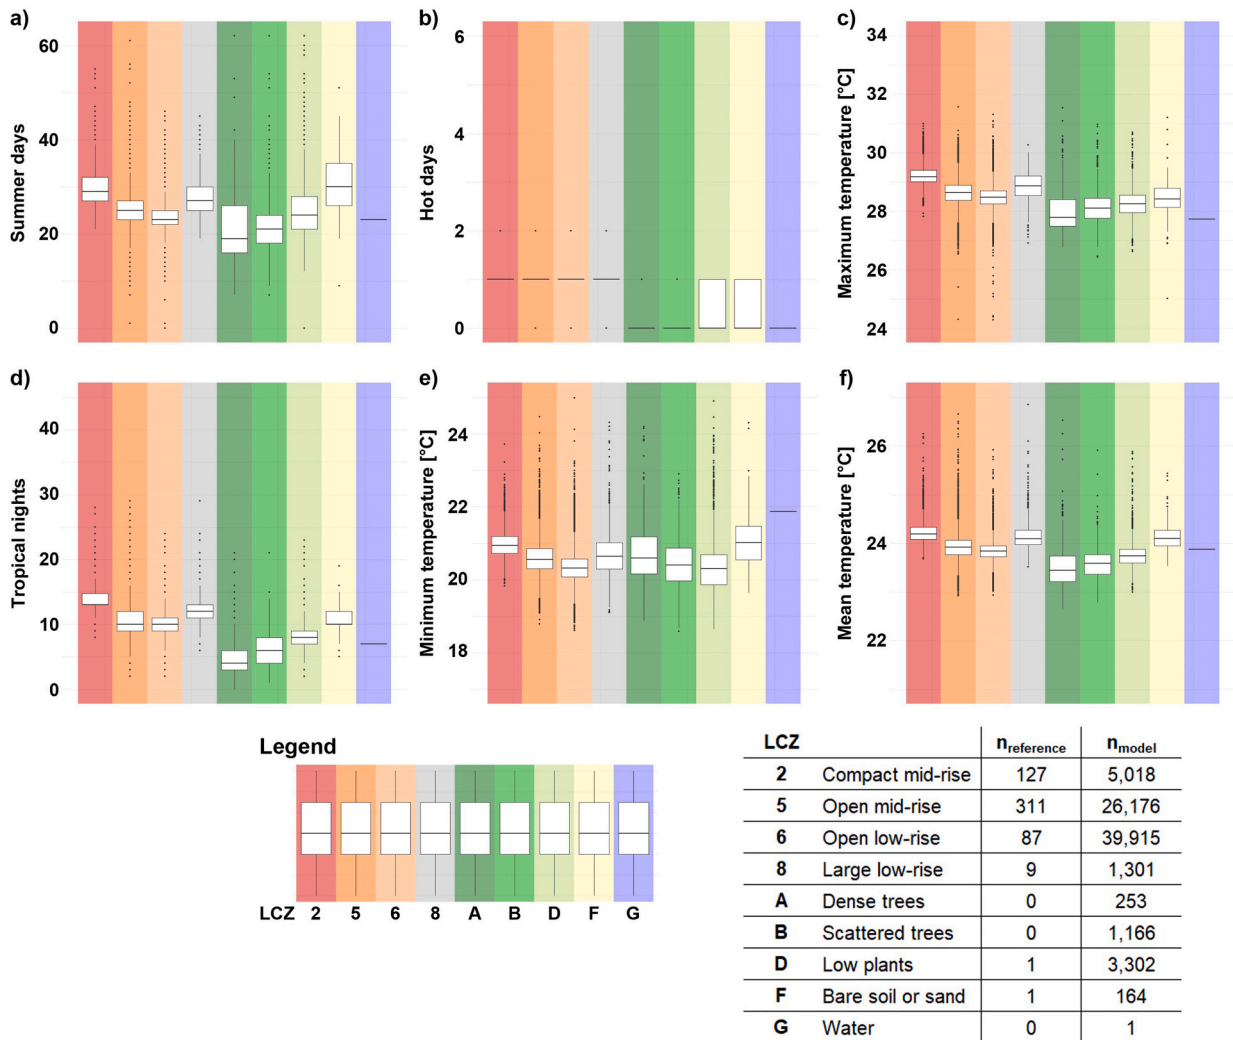 a)
Summer days
60
40
20
0
b)
Hot days
6
4
2
0
c)
Maximum temperature [°C]
34
32
30
28
26
24
d)
Tropical nights
40
30
20
10
0
e)
Minimum temperature [°C]
24
22
20
18
f)
Mean temperature [°C]
26
24
22
Legend
LCZ 2 5 6 8 A B D F G
LCZ n reference n model
2 Compact mid-rise 127 5,018
5 Open mid-rise 311 26,176
6 Open low-rise 87 39,915
8 Large low-rise 9 1,301
A Dense trees 0 253
B Scattered trees 0 1,166
D Low plants 1 3,302
F Bare soil or sand 1 164
G Water 0 1